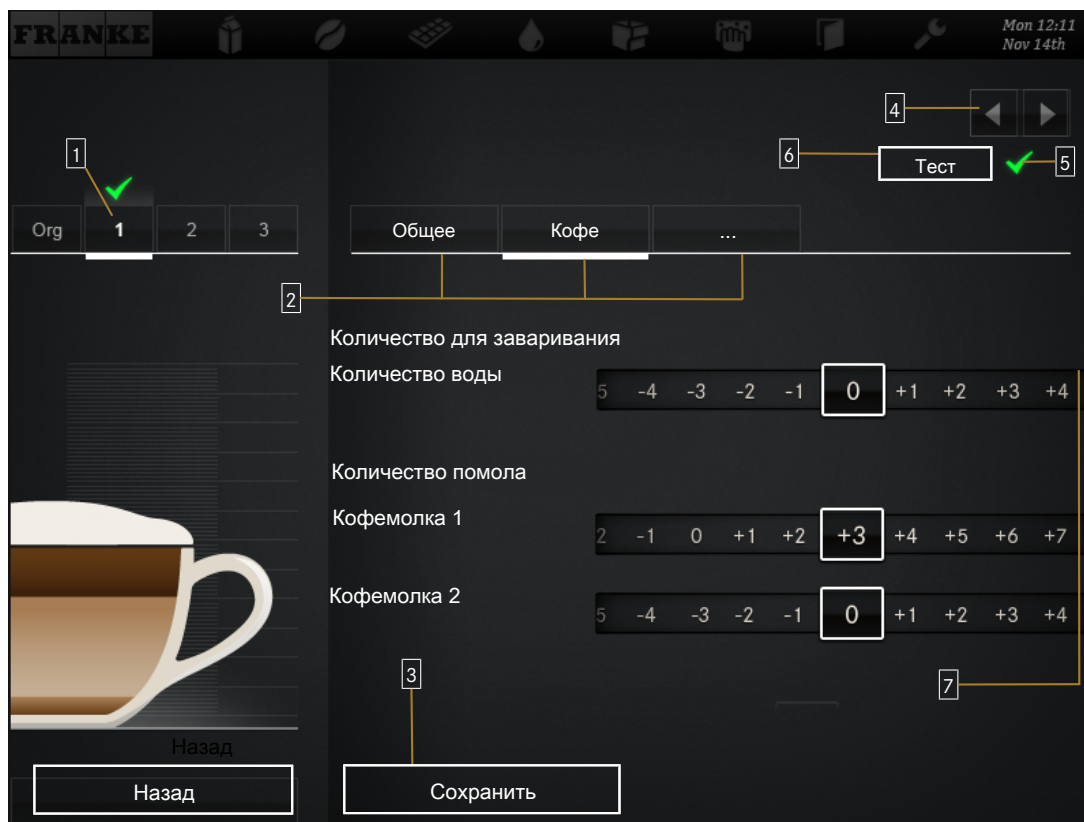 FRANKE
Mon 12:11
Nov 14th
4
1
6
Тест
5
Org 1 2 3
Общее Кофе ...
2
Количество для заваривания
Количество воды
5 -4 -3 -2 -1 0 +1 +2 +3 +4
Количество помола
Кофемолка 1
2 -1 0 +1 +2 +3 +4 +5 +6 +7
Кофемолка 2
5 -4 -3 -2 -1 0 +1 +2 +3 +4
3
7
Назад
Назад
Сохранить